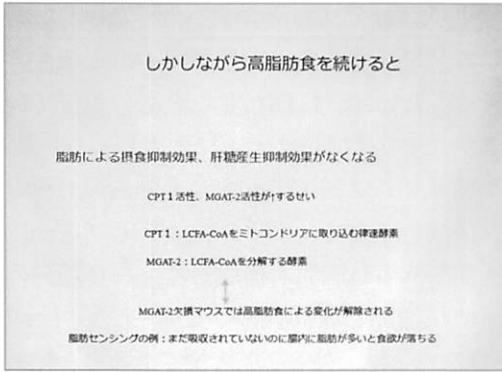 しかしながら高脂肪食を続けると
脂肪による摂食抑制効果、肝糖産生抑制効果がなくなる
CPT１活性、MGAT-2活性が↑するせい
CPT１：LCFA-CoAをミトコンドリアに取り込む律速酵素
MGAT-2：LCFA-CoAを分解する酵素
MGAT-2欠損マウスでは高脂肪食による変化が解除される
脂肪センシングの例：まだ吸収されていないのに腸内に脂肪が多いと食欲が落ちる